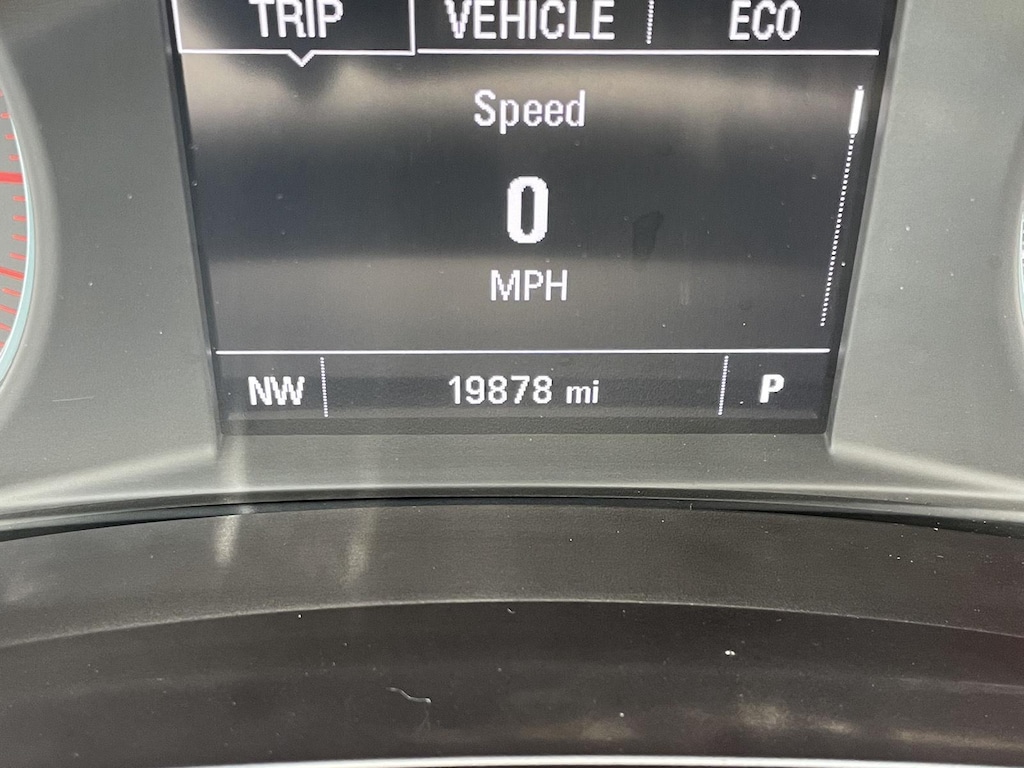 TRIP VEHICLE ECO
Speed
0
MPH
NW 19878 mi P